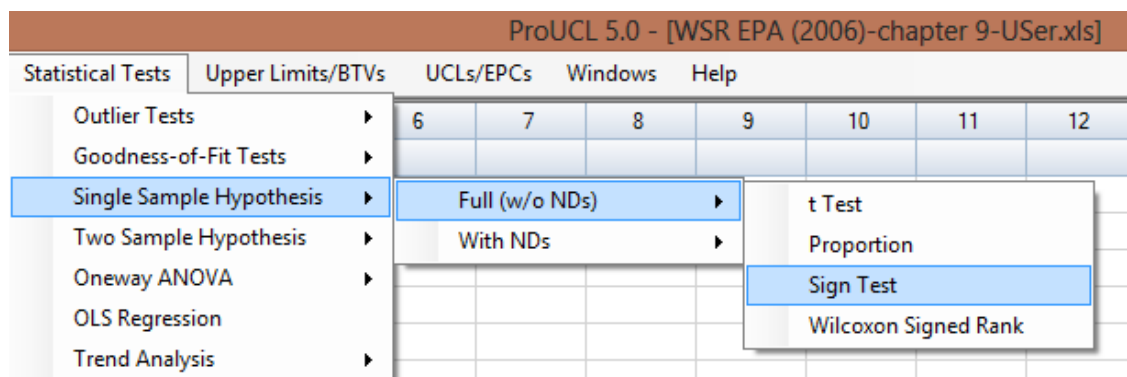 ProUCL 5.0 - [WSR EPA (2006)-chapter 9-USer.xls]
Statistical Tests Upper Limits/BTVs UCLs/EPCs Windows Help
Outlier Tests 6 7 8 9 10 11 12
Goodness-of-Fit Tests
Single Sample Hypothesis Full (w/o NDs) t Test
Two Sample Hypothesis With NDs Proportion
Oneway ANOVA Sign Test
OLS Regression Wilcoxon Signed Rank
Trend Analysis